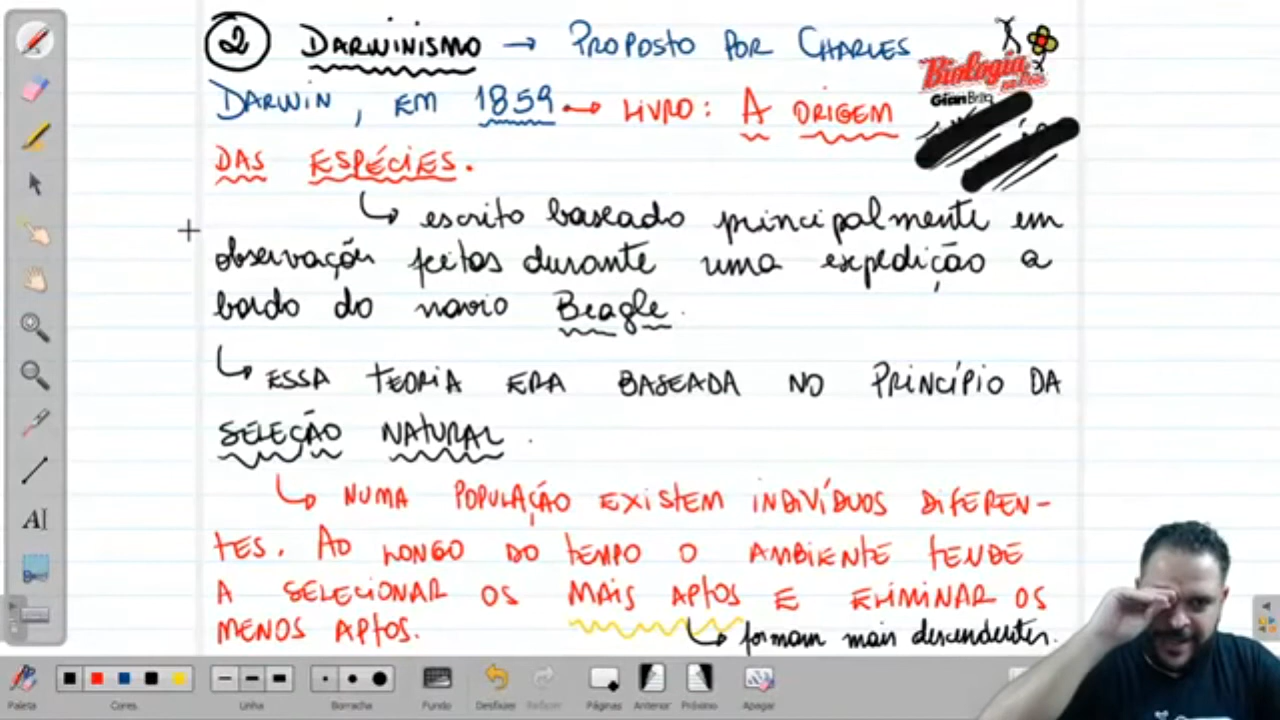 2 DARWINISMO → PROPOSTO POR CHARLES
DARWIN, EM 1859 → LIVRO: A ORIGEM
DAS ESPÉCIES.
Biologia
Gian Brito
↳ escrito baseado principalmente em
observações feitas durante uma expedição a
bordo do navio Beagle.
↳ ESSA TEORIA ERA BASEADA NO PRINCÍPIO DA
SELEÇÃO NATURAL.
↳ NUMA POPULAÇÃO EXISTEM INDIVÍDUOS DIFEREN-
TES. AO LONGO DO TEMPO O AMBIENTE TENDE
A SELECIONAR OS MAIS APTOS E ELIMINAR OS
MENOS APTOS. ↳ formam mais descendentes.
AI
Paleta Cores Linha Borracha Fundo Desfazer Refazer Páginas Anterior Próximo Apagar